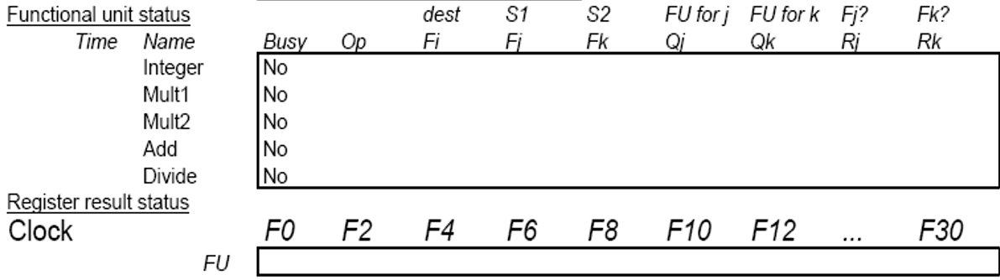 Functional unit status dest S1 S2 FU for j FU for k Fj? Fk?
Time Name Busy Op Fi Fj Fk Qj Qk Rj Rk
Integer No
Mult1 No
Mult2 No
Add No
Divide No
Register result status
Clock F0 F2 F4 F6 F8 F10 F12 ... F30
FU